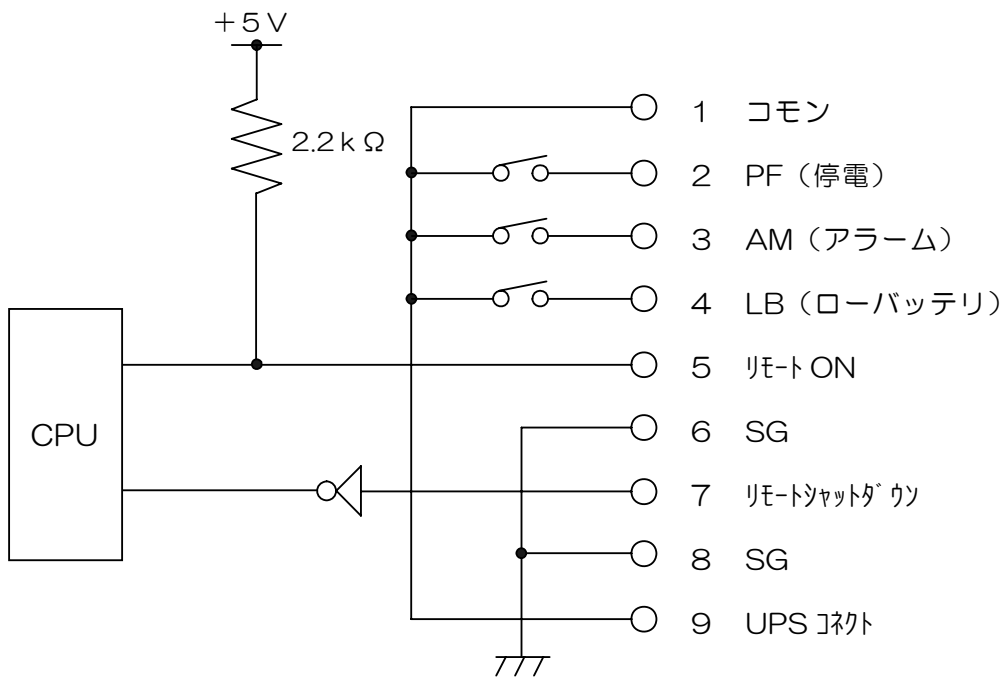 ＋５Ｖ
2.2ｋΩ
1 コモン
2 PF（停電）
3 AM（アラーム）
4 LB（ローバッテリ）
5 ﾘﾓｰﾄ ON
CPU
6 SG
7 ﾘﾓｰﾄｼｬｯﾄﾀﾞｳﾝ
8 SG
9 UPS ｺﾈｸﾄ